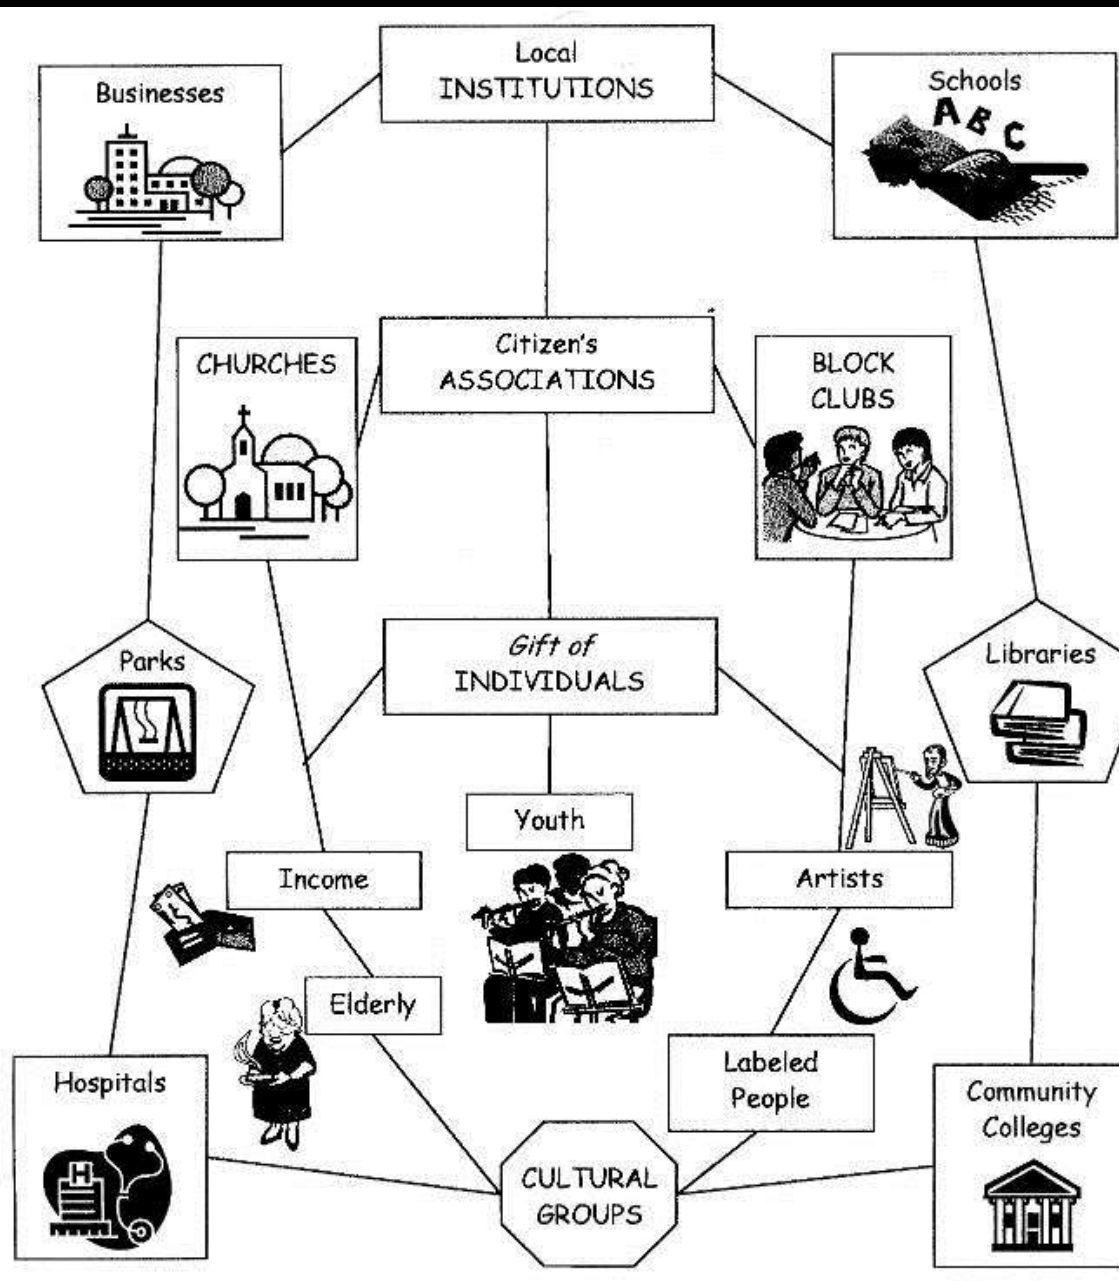 Local
INSTITUTIONS
Businesses
Schools
A B C
Citizen's
ASSOCIATIONS
CHURCHES
BLOCK
CLUBS
Gift of
INDIVIDUALS
Parks
Libraries
Youth
Income
Artists
Elderly
Labeled
People
Hospitals
H
Community
Colleges
CULTURAL
GROUPS